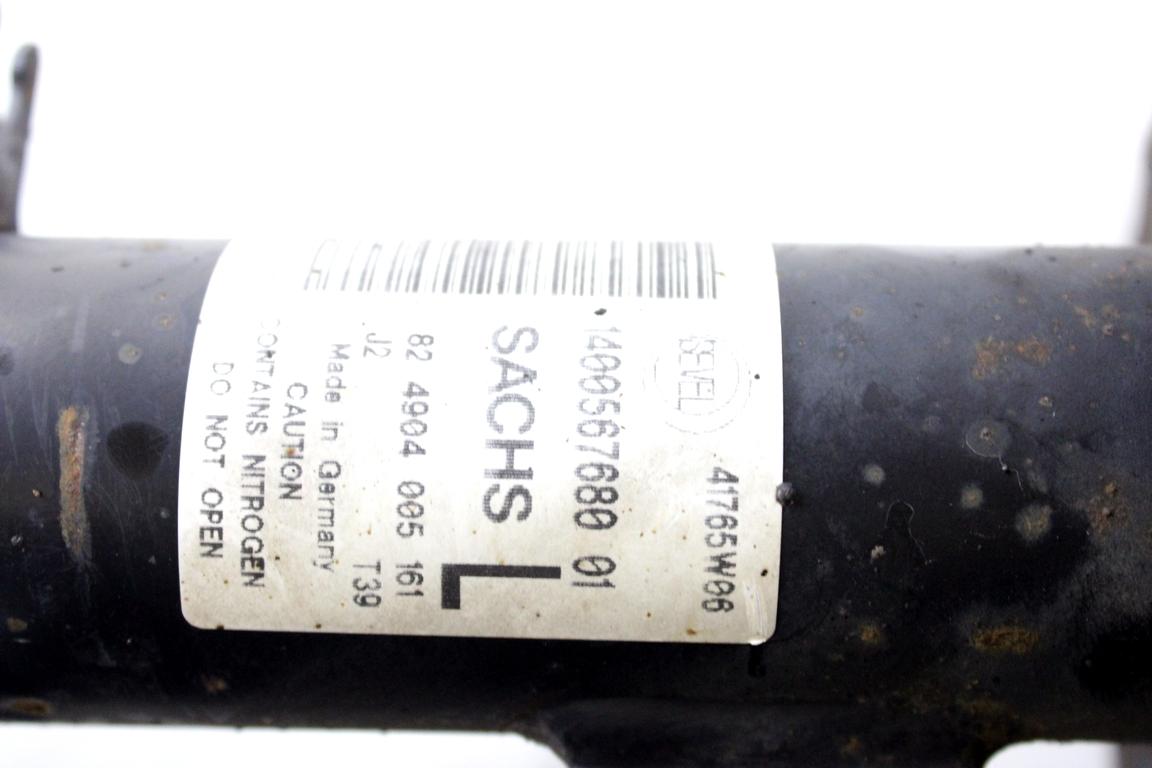 SEVEL
41765W06
1400567680 01
SACHS L
82 4904 005 161
J2 T39
Made in Germany
CAUTION
CONTAINS NITROGEN
DO NOT OPEN